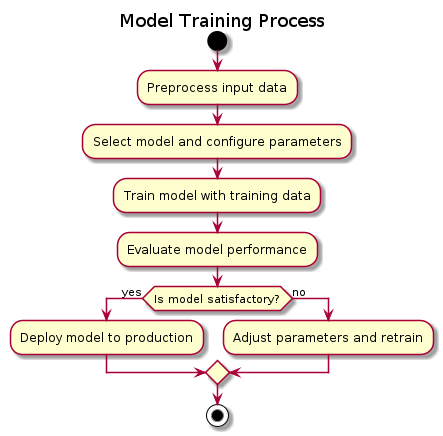 Model Training Process
Preprocess input data
Select model and configure parameters
Train model with training data
Evaluate model performance
yes
Is model satisfactory?
no
Deploy model to production
Adjust parameters and retrain